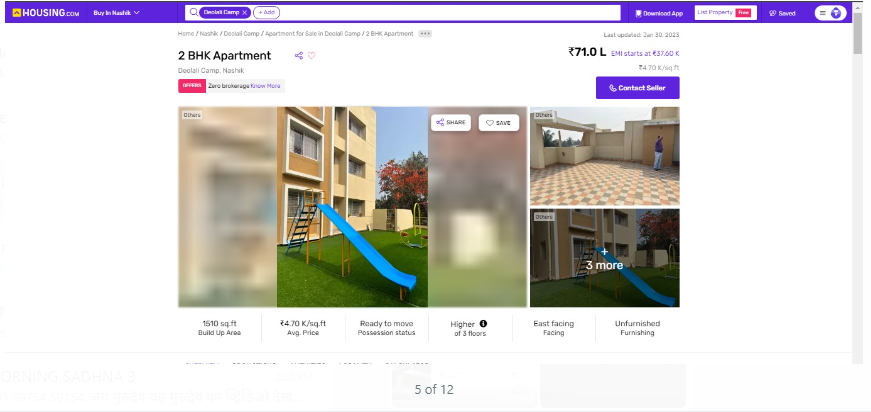 HOUSING.COM Buy In Nashik Deolali Camp × + Add Download App List Property Free Saved
Home / Nashik / Deolali Camp / Apartment for Sale in Deolali Camp / 2 BHK Apartment ••• Last updated: Jan 30, 2023
2 BHK Apartment ₹71.0 L EMI starts at ₹37.60 K
Deolali Camp, Nashik ₹4.70 K/sq.ft
OFFERS Zero brokerage Know More Contact Seller
Others SHARE SAVE Others
Others
+
3 more
1510 sq.ft ₹4.70 K/sq.ft Ready to move Higher East facing Unfurnished
Build Up Area Avg. Price Possession status of 3 floors Facing Furnishing
ORNING SADHNA 3
5 of 12